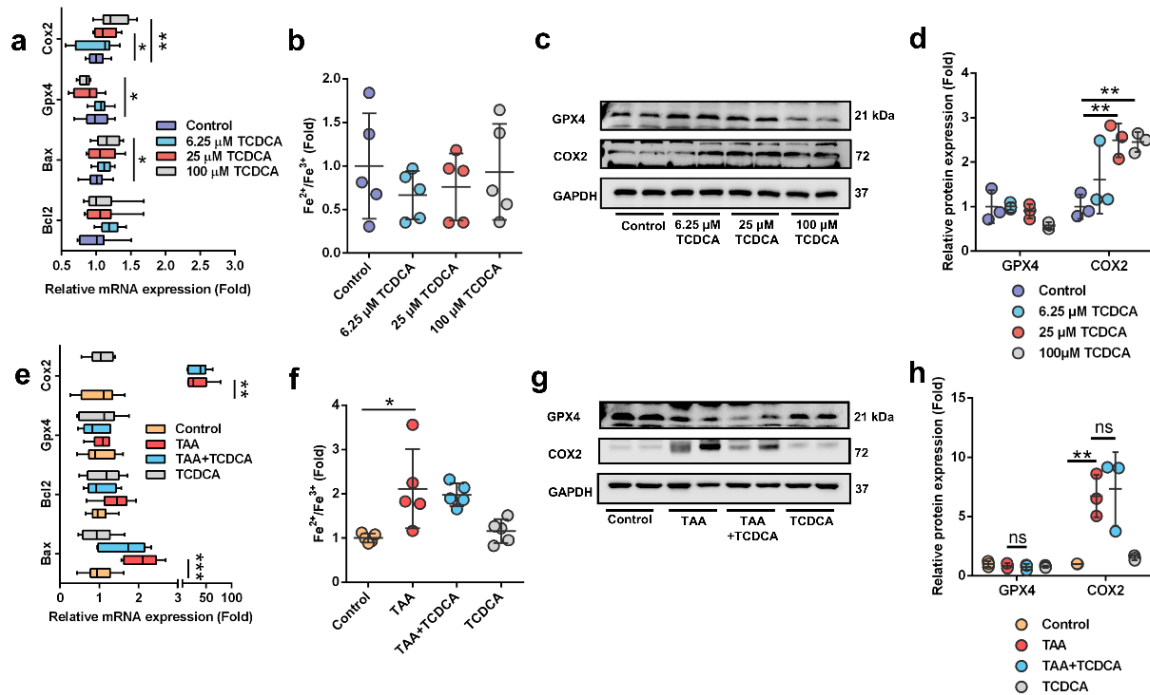 a
Cox2
Gpx4
Bax
Bcl2
*
**
*
*
Control
6.25 μM TCDCA
25 μM TCDCA
100 μM TCDCA
0.5 1.0 1.5 2.0 2.5 3.0
Relative mRNA expression (Fold)
b
Fe2+/Fe3+ (Fold)
2.0
1.5
1.0
0.5
0.0
Control
6.25 μM TCDCA
25 μM TCDCA
100 μM TCDCA
c
GPX4 21 kDa
COX2 72
GAPDH 37
Control 6.25 μM 25 μM 100 μM
TCDCA TCDCA TCDCA
d
Relative protein expression (Fold)
4
2
0
**
**
GPX4 COX2
Control
6.25 μM TCDCA
25 μM TCDCA
100μM TCDCA
e
Cox2
Gpx4
Bcl2
Bax
**
***
Control
TAA
TAA+TCDCA
TCDCA
0 1 2 3 50 100
Relative mRNA expression (Fold)
f
Fe2+/Fe3+ (Fold)
*
4
3
2
1
0
Control
TAA
TAA+TCDCA
TCDCA
g
GPX4 21 kDa
COX2 72
GAPDH 37
Control TAA TAA TCDCA
+TCDCA
h
Relative protein expression (Fold)
15
10
5
0
ns
**
ns
GPX4 COX2
Control
TAA
TAA+TCDCA
TCDCA